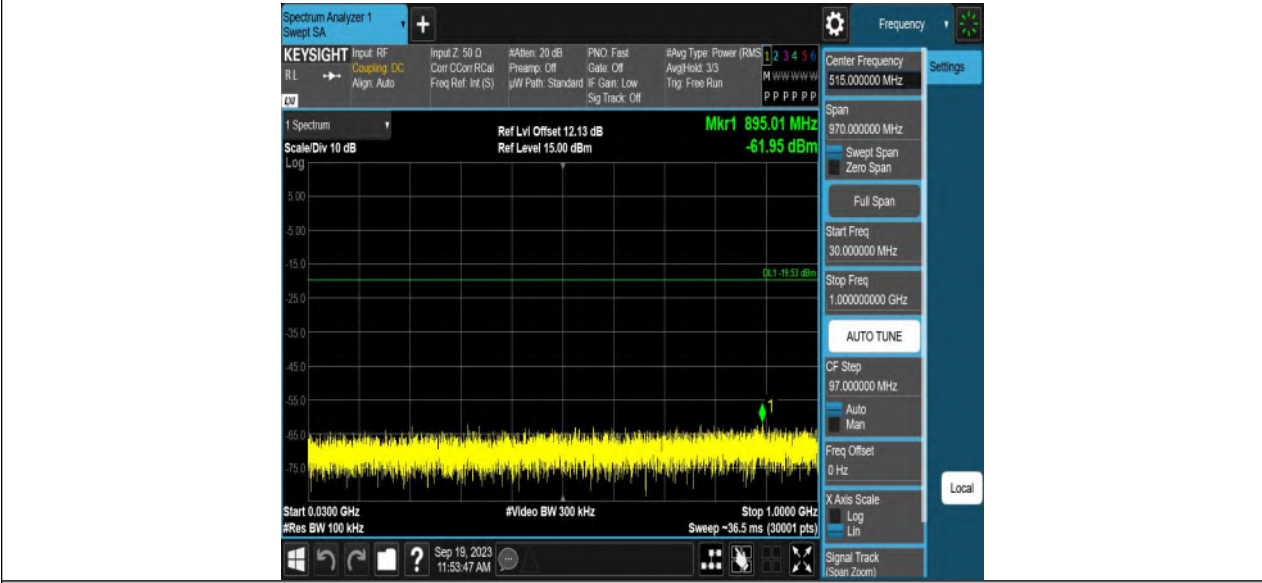 Spectrum Analyzer 1
Swept SA
Frequency
KEYSIGHT
RL
LXI
Input: RF
Coupling: DC
Align: Auto
Input Z: 50 Ω
Corr CCorr RCal
Freq Ref: Int (S)
#Atten: 20 dB
Preamp: Off
µW Path: Standard
PNO: Fast
Gate: Off
IF Gain: Low
Sig Track: Off
#Avg Type: Power (RMS
Avg|Hold: 3/3
Trig: Free Run
1 2 3 4 5 6
M W W W W W
P P P P P P
1 Spectrum
Scale/Div 10 dB
Log
Ref Lvl Offset 12.13 dB
Ref Level 15.00 dBm
Mkr1 895.01 MHz
-61.95 dBm
5.00
-5.00
-15.0
-25.0
-35.0
-45.0
-55.0
-65.0
-75.0
DL1 -19.53 dBm
1
Start 0.0300 GHz
#Res BW 100 kHz
#Video BW 300 kHz
Stop 1.0000 GHz
Sweep ~36.5 ms (30001 pts)
Sep 19, 2023
11:53:47 AM
Center Frequency
515.000000 MHz
Span
970.000000 MHz
Swept Span
Zero Span
Full Span
Start Freq
30.000000 MHz
Stop Freq
1.000000000 GHz
AUTO TUNE
CF Step
97.000000 MHz
Auto
Man
Freq Offset
0 Hz
X Axis Scale
Log
Lin
Signal Track
(Span Zoom)
Settings
Local